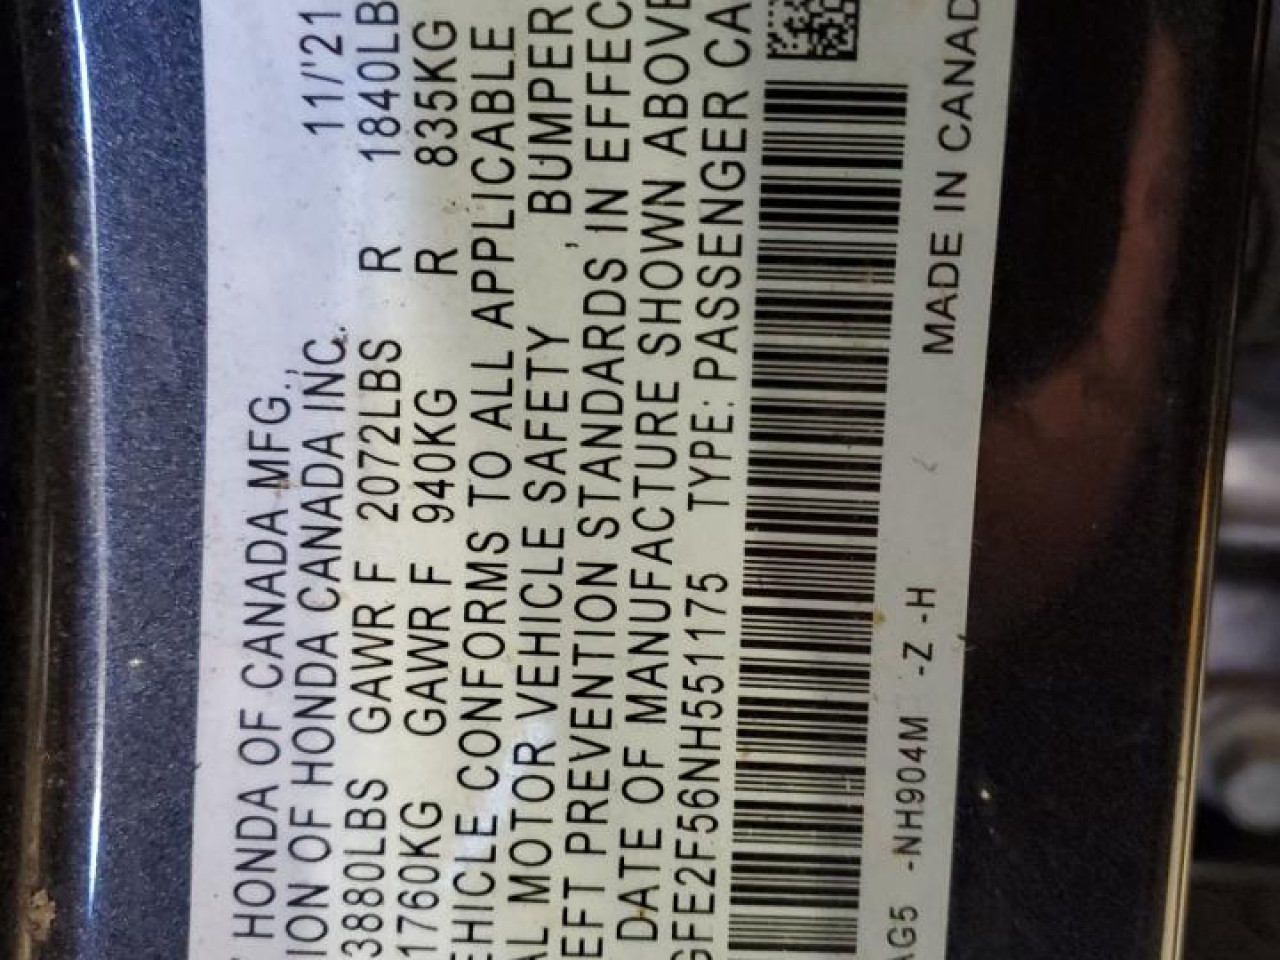 HONDA OF CANADA MFG.,
ION OF HONDA CANADA INC. 11/'21
3880LBS GAWR F 2072LBS R 1840LB
1760KG GAWR F 940KG R 835KG
EHICLE CONFORMS TO ALL APPLICABLE
AL MOTOR VEHICLE SAFETY , BUMPER
EFT PREVENTION STANDARDS IN EFFEC
DATE OF MANUFACTURE SHOWN ABOVE
GFE2F56NH551175 TYPE: PASSENGER CA
AG5 -NH904M -Z -H MADE IN CANAD